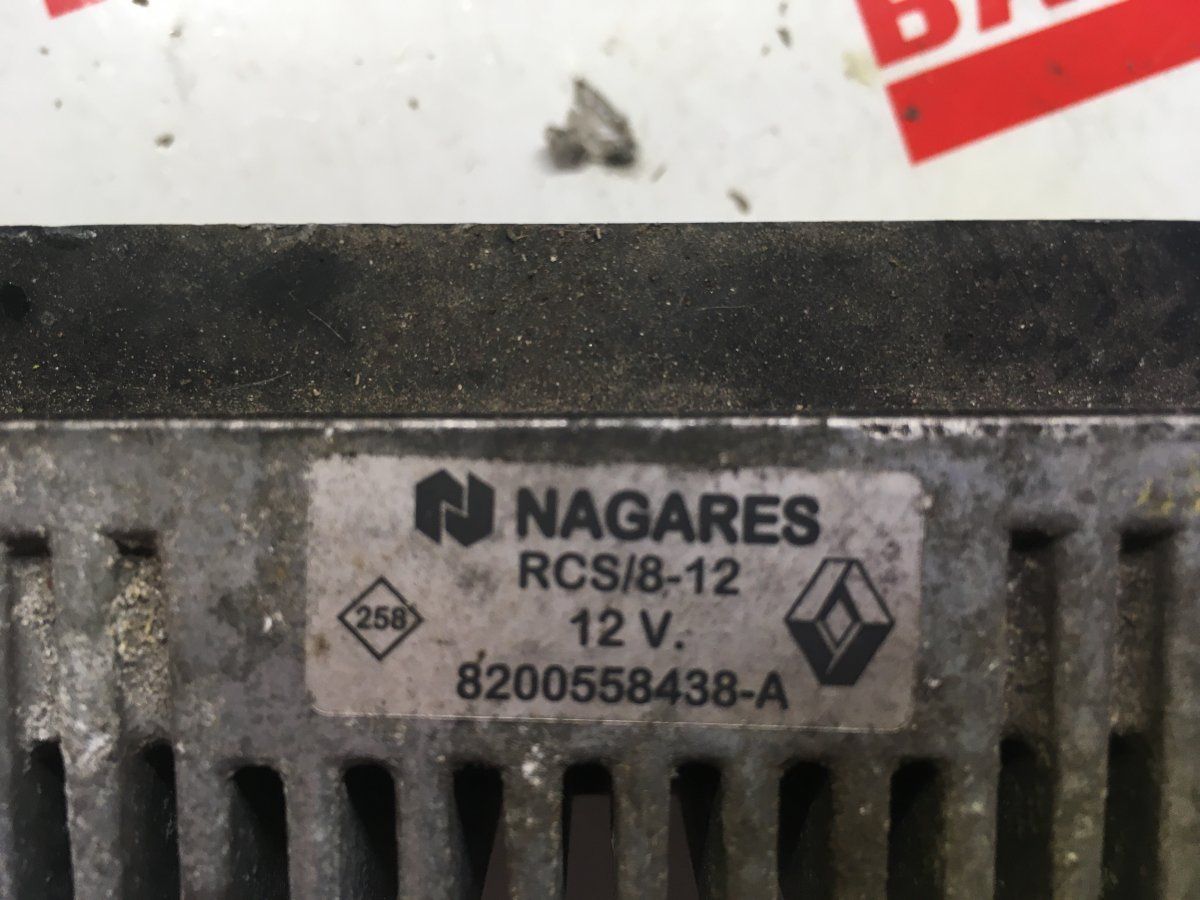 NAGARES
RCS/8-12
258
12 V.
8200558438-A